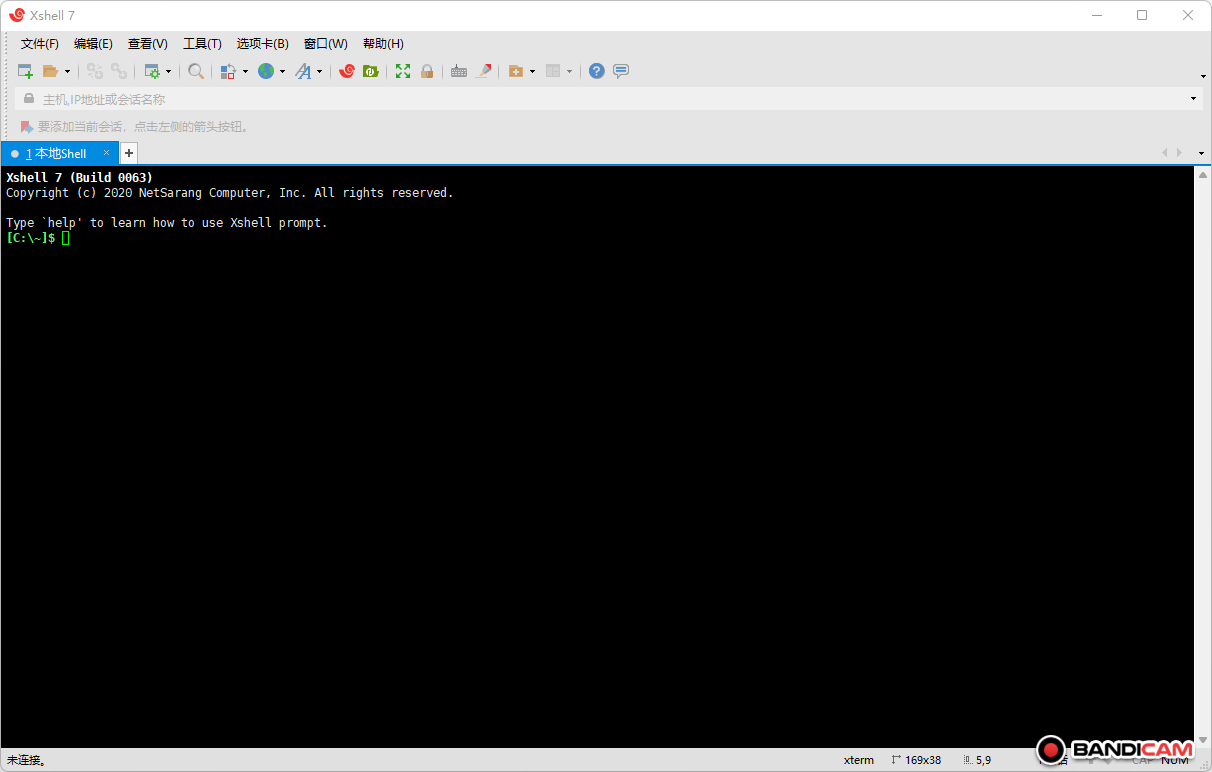 Xshell 7
文件(F) 编辑(E) 查看(V) 工具(T) 选项卡(B) 窗口(W) 帮助(H)
主机,IP地址或会话名称
要添加当前会话，点击左侧的箭头按钮。
1 本地Shell × +
Xshell 7 (Build 0063)
Copyright (c) 2020 NetSarang Computer, Inc. All rights reserved.
Type `help' to learn how to use Xshell prompt.
[C:\~]$
未连接。 xterm 169x38 5,9 CAP NUM
BANDICAM